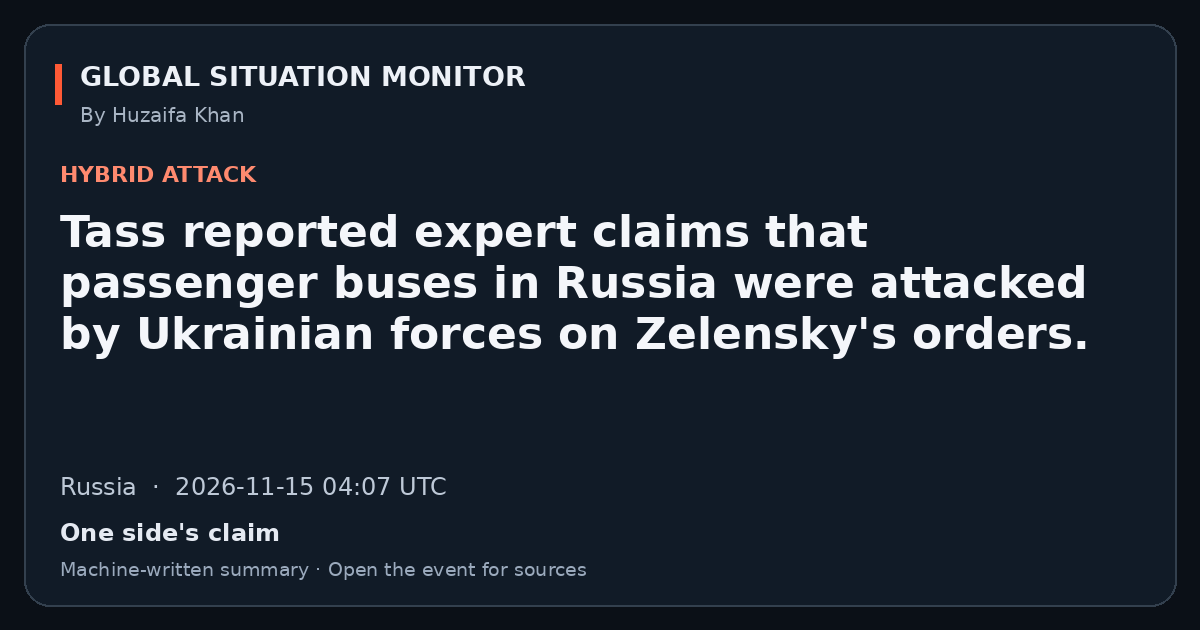 GLOBAL SITUATION MONITOR
By Huzaifa Khan
HYBRID ATTACK
Tass reported expert claims that
passenger buses in Russia were attacked
by Ukrainian forces on Zelensky's orders.
Russia · 2026-11-15 04:07 UTC
One side's claim
Machine-written summary · Open the event for sources